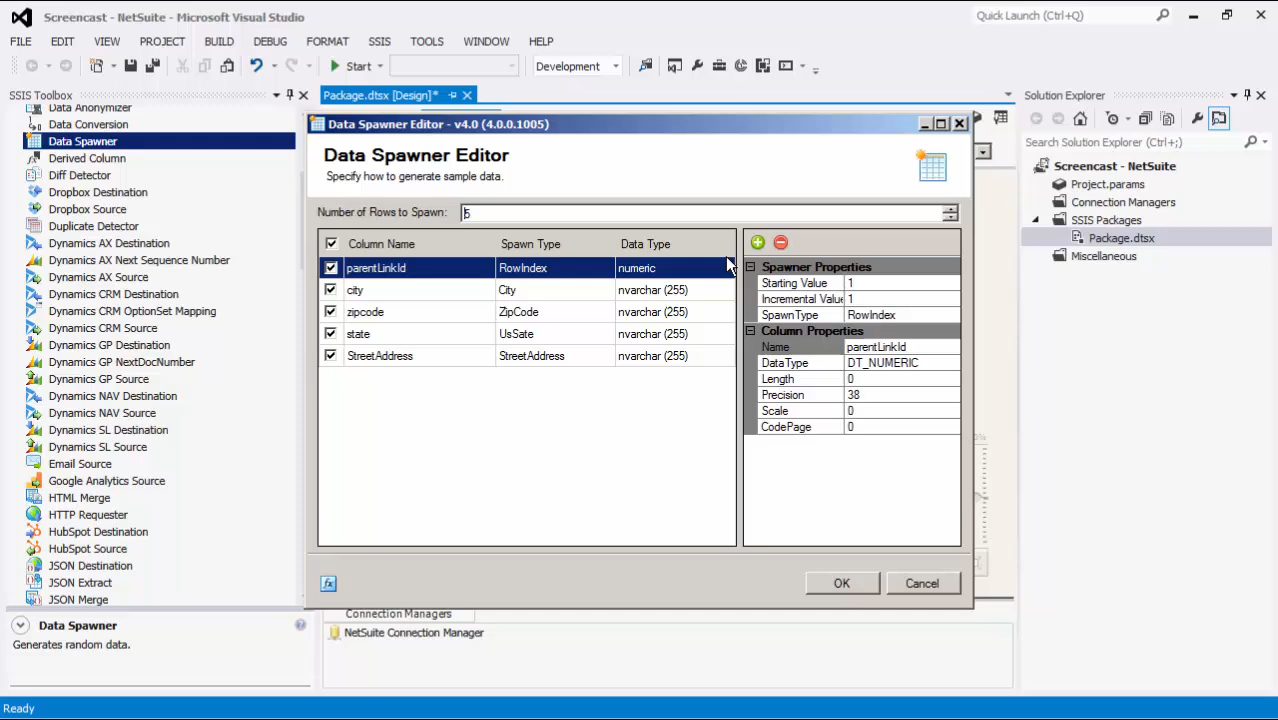 Screencast - NetSuite - Microsoft Visual Studio
Quick Launch (Ctrl+Q)
FILE EDIT VIEW PROJECT BUILD DEBUG FORMAT SSIS TOOLS WINDOW HELP
Start
Development
SSIS Toolbox
Package.dtsx [Design]*
Solution Explorer
Data Anonymizer
Data Conversion
Data Spawner
Derived Column
Diff Detector
Dropbox Destination
Dropbox Source
Duplicate Detector
Dynamics AX Destination
Dynamics AX Next Sequence Number
Dynamics AX Source
Dynamics CRM Destination
Dynamics CRM OptionSet Mapping
Dynamics CRM Source
Dynamics GP Destination
Dynamics GP NextDocNumber
Dynamics GP Source
Dynamics NAV Destination
Dynamics NAV Source
Dynamics SL Destination
Dynamics SL Source
Email Source
Google Analytics Source
HTML Merge
HTTP Requester
HubSpot Destination
HubSpot Source
JSON Destination
JSON Extract
JSON Merge
Data Spawner
Generates random data.
Data Spawner Editor - v4.0 (4.0.0.1005)
Data Spawner Editor
Specify how to generate sample data.
Number of Rows to Spawn: 5
Column Name Spawn Type Data Type
parentLinkId RowIndex numeric
city City nvarchar (255)
zipcode ZipCode nvarchar (255)
state UsSate nvarchar (255)
StreetAddress StreetAddress nvarchar (255)
Spawner Properties
Starting Value 1
Incremental Value 1
SpawnType RowIndex
Column Properties
Name parentLinkId
DataType DT_NUMERIC
Length 0
Precision 38
Scale 0
CodePage 0
fx
OK Cancel
Connection Managers
NetSuite Connection Manager
Search Solution Explorer (Ctrl+;)
Screencast - NetSuite
Project.params
Connection Managers
SSIS Packages
Package.dtsx
Miscellaneous
Ready